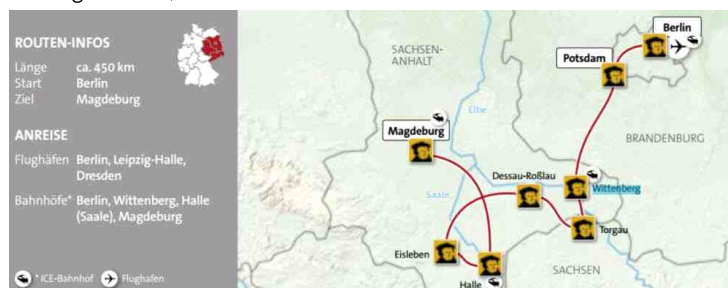 ROUTEN-INFOS
Länge ca. 450 km
Start Berlin
Ziel Magdeburg
ANREISE
Flughäfen Berlin, Leipzig-Halle,
Dresden
Bahnhöfe* Berlin, Wittenberg, Halle
(Saale), Magdeburg
* ICE-Bahnhof Flughafen
Berlin
SACHSEN-
ANHALT
Potsdam
Elbe
Magdeburg
BRANDENBURG
Dessau-Roßlau
Wittenberg
Saale
Torgau
Eisleben
SACHSEN
Halle